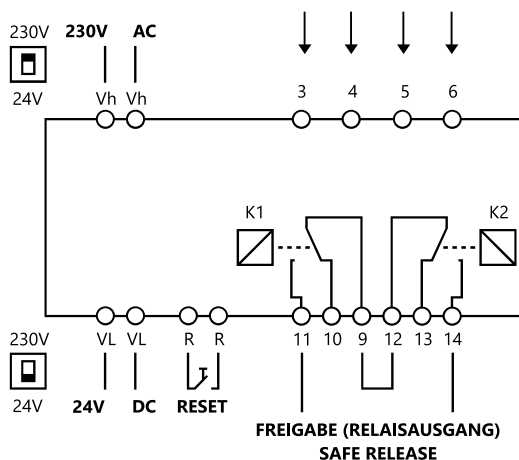 230V 230V AC
24V Vh Vh 3 4 5 6
K1 K2
230V VL VL R R 11 10 9 12 13 14
24V 24V DC RESET
FREIGABE (RELAISAUSGANG)
SAFE RELEASE